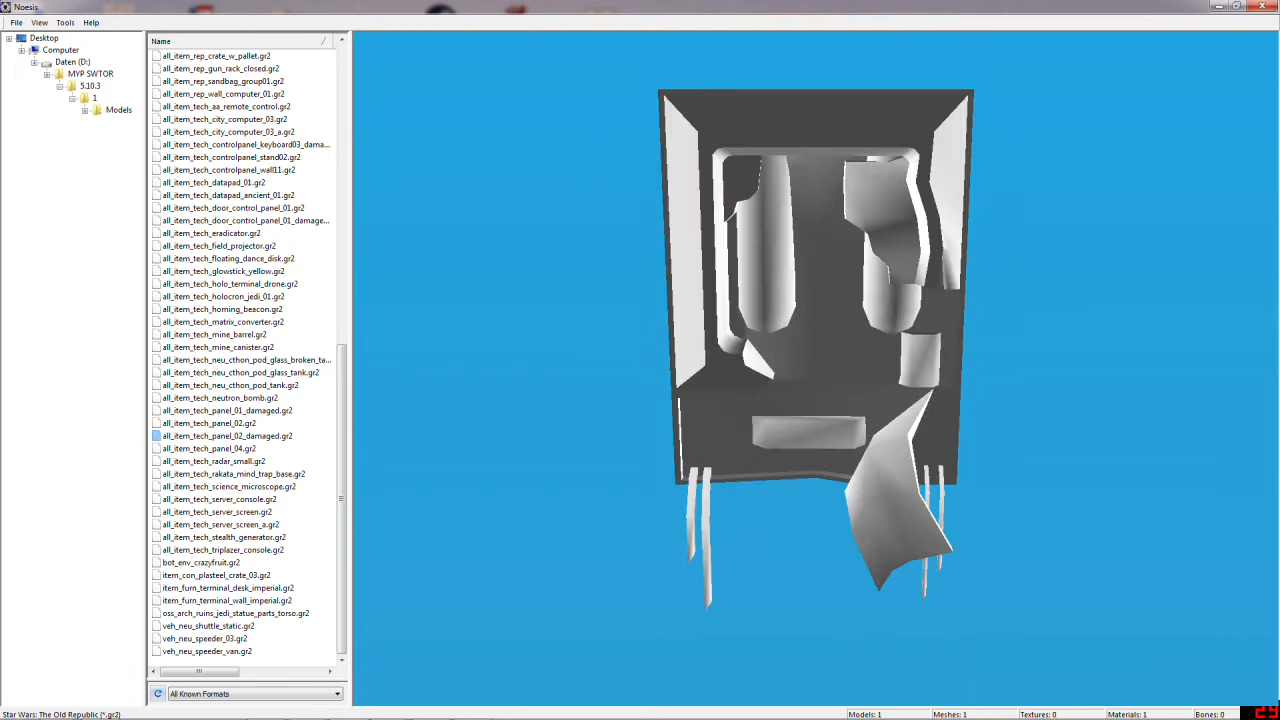 Noesis
File View Tools Help
Desktop
Computer
Daten (D:)
MYP SWTOR
5.10.3
1
Models
Name
all_item_rep_crate_w_pallet.gr2
all_item_rep_gun_rack_closed.gr2
all_item_rep_sandbag_group01.gr2
all_item_rep_wall_computer_01.gr2
all_item_tech_aa_remote_control.gr2
all_item_tech_city_computer_03.gr2
all_item_tech_city_computer_03_a.gr2
all_item_tech_controlpanel_keyboard03_dama...
all_item_tech_controlpanel_stand02.gr2
all_item_tech_controlpanel_wall11.gr2
all_item_tech_datapad_01.gr2
all_item_tech_datapad_ancient_01.gr2
all_item_tech_door_control_panel_01.gr2
all_item_tech_door_control_panel_01_damage...
all_item_tech_eradicator.gr2
all_item_tech_field_projector.gr2
all_item_tech_floating_dance_disk.gr2
all_item_tech_glowstick_yellow.gr2
all_item_tech_holo_terminal_drone.gr2
all_item_tech_holocron_jedi_01.gr2
all_item_tech_homing_beacon.gr2
all_item_tech_matrix_converter.gr2
all_item_tech_mine_barrel.gr2
all_item_tech_mine_canister.gr2
all_item_tech_neu_cthon_pod_glass_broken_ta...
all_item_tech_neu_cthon_pod_glass_tank.gr2
all_item_tech_neu_cthon_pod_tank.gr2
all_item_tech_neutron_bomb.gr2
all_item_tech_panel_01_damaged.gr2
all_item_tech_panel_02.gr2
all_item_tech_panel_02_damaged.gr2
all_item_tech_panel_04.gr2
all_item_tech_radar_small.gr2
all_item_tech_rakata_mind_trap_base.gr2
all_item_tech_science_microscope.gr2
all_item_tech_server_console.gr2
all_item_tech_server_screen.gr2
all_item_tech_server_screen_a.gr2
all_item_tech_stealth_generator.gr2
all_item_tech_triplazer_console.gr2
bot_env_crazyfruit.gr2
item_con_plasteel_crate_03.gr2
item_furn_terminal_desk_imperial.gr2
item_furn_terminal_wall_imperial.gr2
oss_arch_ruins_jedi_statue_parts_torso.gr2
veh_neu_shuttle_static.gr2
veh_neu_speeder_03.gr2
veh_neu_speeder_van.gr2
All Known Formats
Star Wars: The Old Republic (*.gr2) Models: 1 Meshes: 1 Textures: 0 Materials: 1 Bones: 0